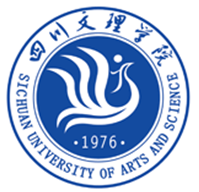 四川文理学院
·1976·
SICHUAN UNIVERSITY OF ARTS AND SCIENCE